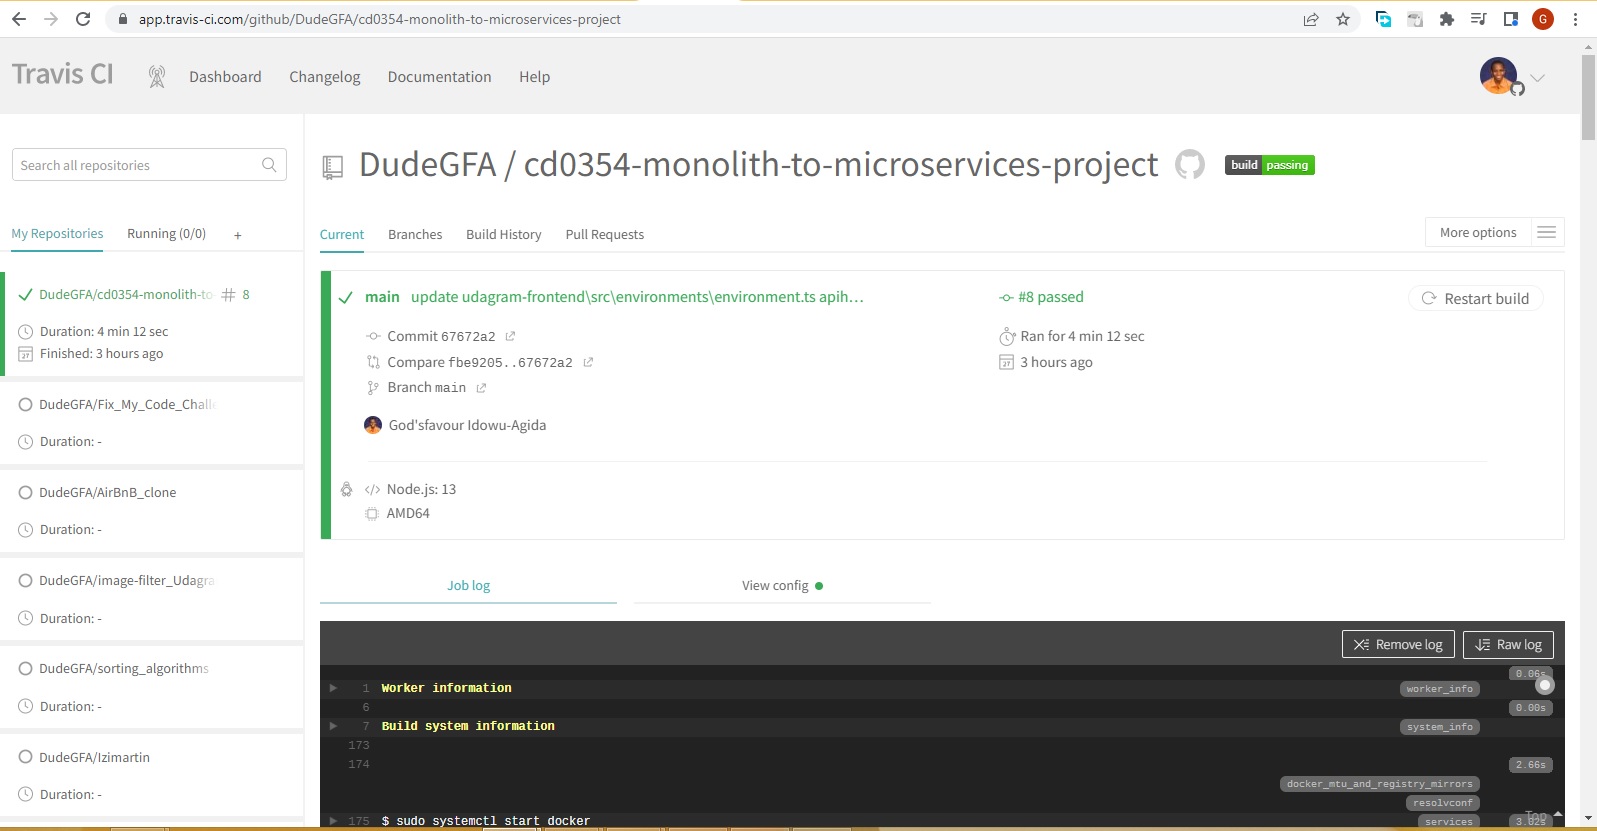 app.travis-ci.com/github/DudeGFA/cd0354-monolith-to-microservices-project
G
Travis CI
Dashboard
Changelog
Documentation
Help
Search all repositories
DudeGFA / cd0354-monolith-to-microservices-project
build passing
My Repositories
Running (0/0)
+
Current
Branches
Build History
Pull Requests
More options
DudeGFA/cd0354-monolith-to
# 8
Duration: 4 min 12 sec
Finished: 3 hours ago
DudeGFA/Fix_My_Code_Challe
Duration: -
DudeGFA/AirBnB_clone
Duration: -
DudeGFA/image-filter_Udagra
Duration: -
DudeGFA/sorting_algorithms
Duration: -
DudeGFA/Izimartin
Duration: -
main update udagram-frontend\src\environments\environment.ts apih…
#8 passed
Restart build
Commit 67672a2
Ran for 4 min 12 sec
Compare fbe9205..67672a2
3 hours ago
Branch main
God'sfavour Idowu-Agida
</> Node.js: 13
AMD64
Job log
View config
Remove log
Raw log
0.06s
1 Worker information
worker_info
6
0.00s
7 Build system information
system_info
173
174
2.66s
docker_mtu_and_registry_mirrors
resolvconf
175 $ sudo systemctl start docker
services
3.02s
Top